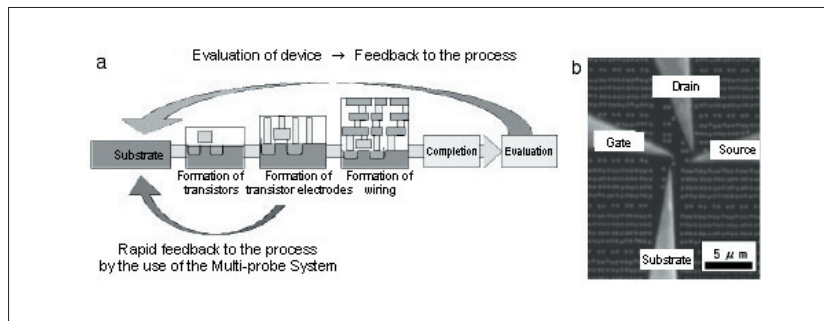 a
Evaluation of device → Feedback to the process
Substrate
Formation of
transistors
Formation of
transistor electrodes
Formation of
wiring
Completion
Evaluation
Rapid feedback to the process
by the use of the Multi-probe System
b
Drain
Gate
Source
Substrate
5 μm